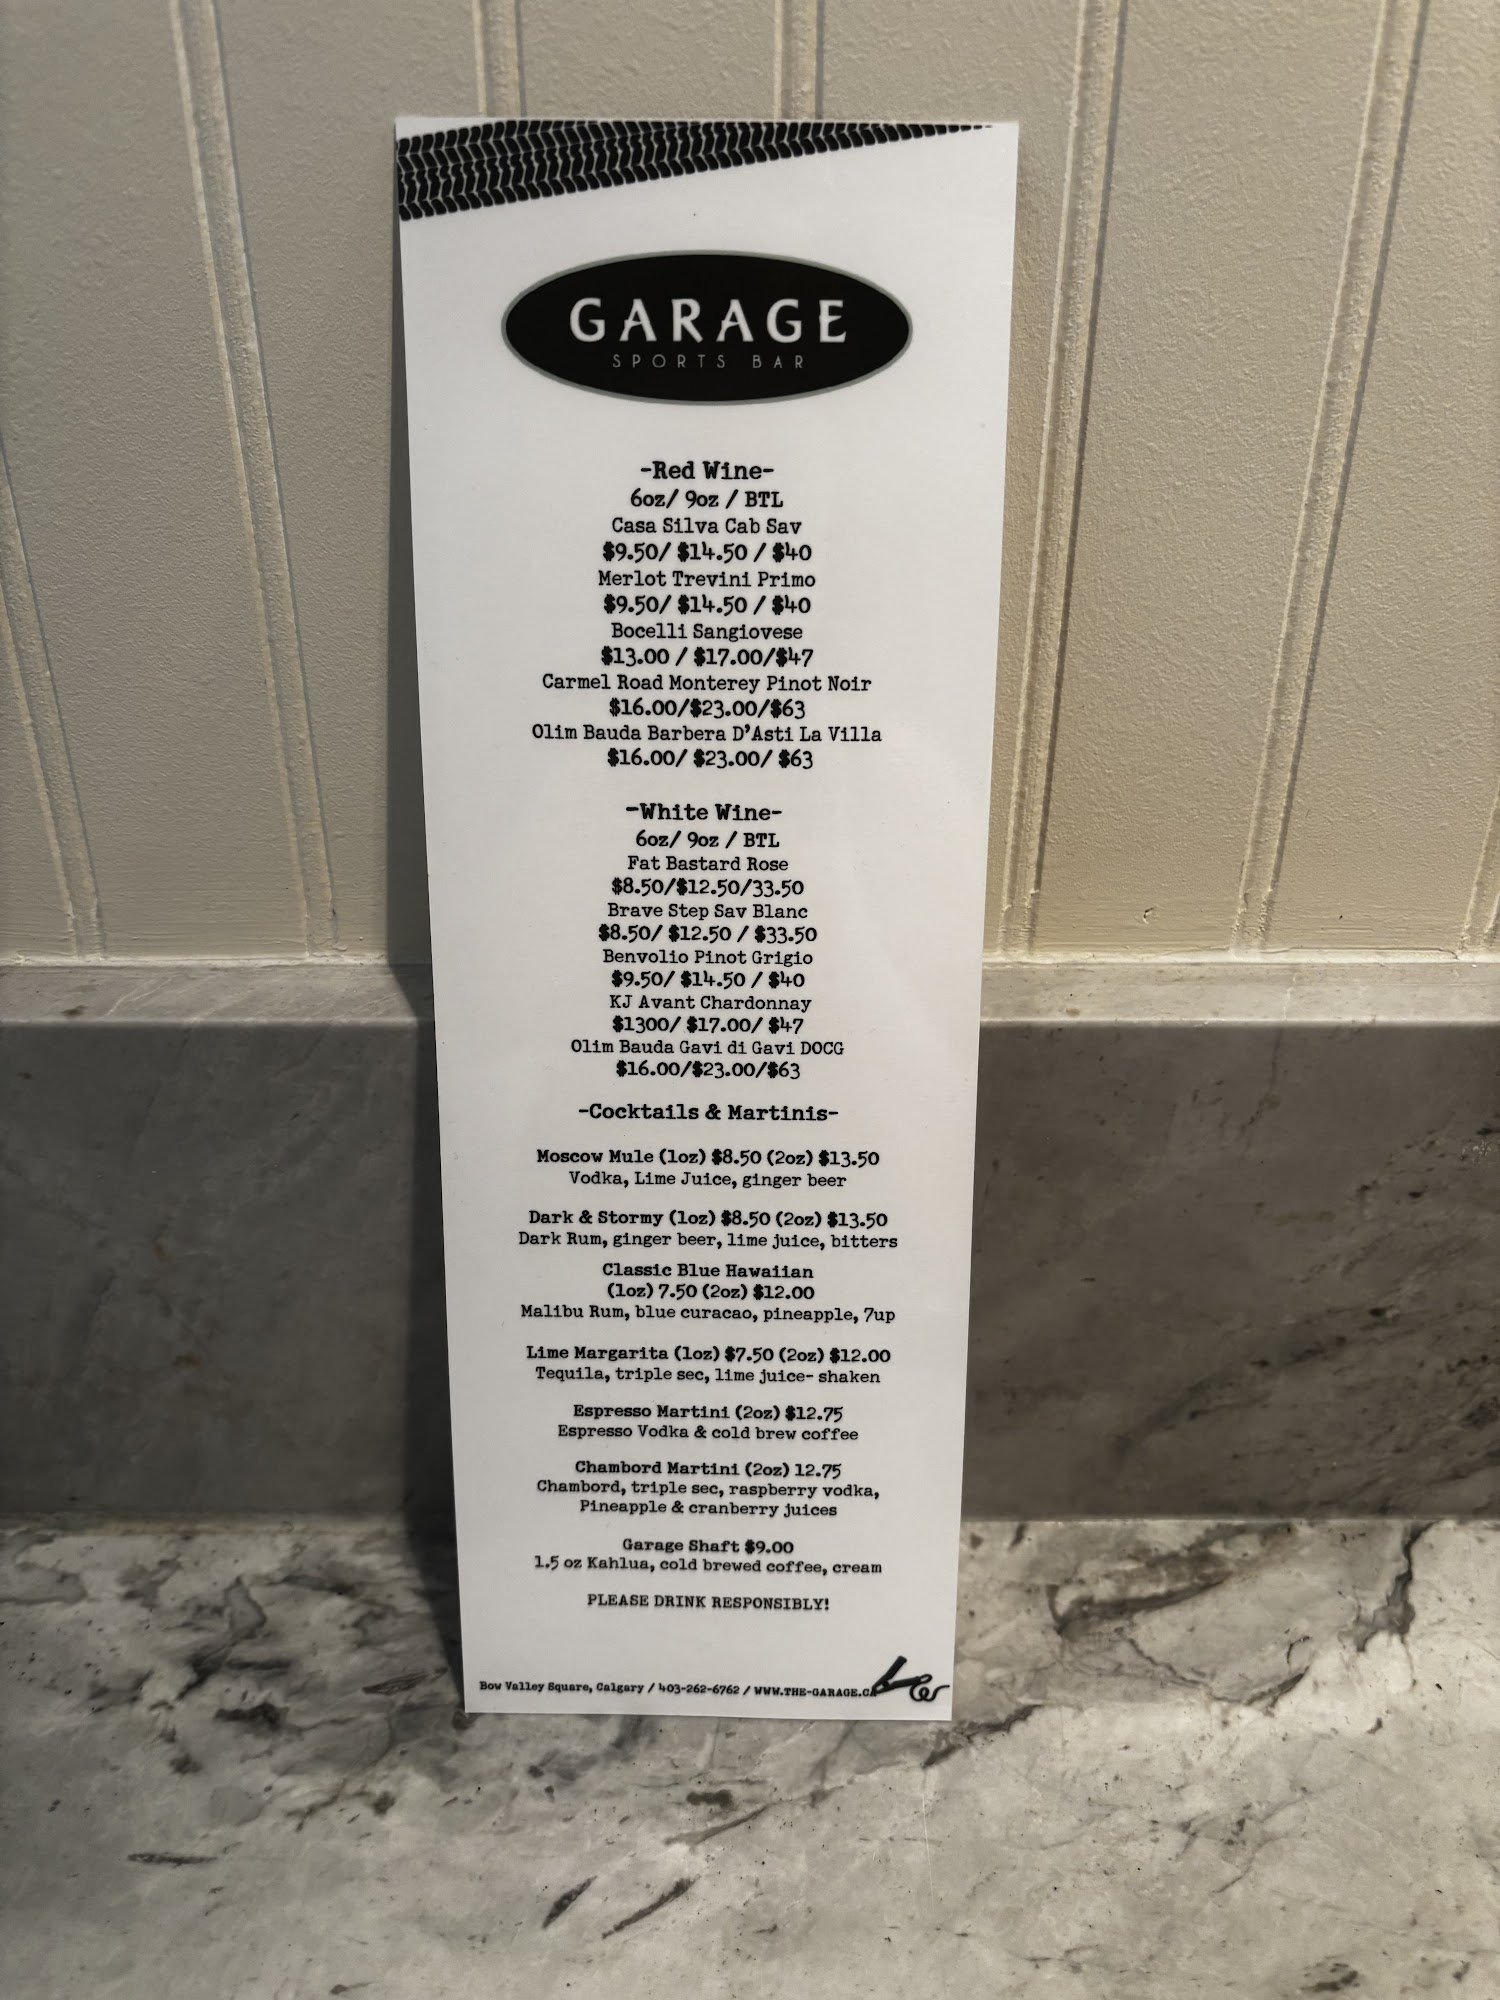 GARAGE
SPORTS BAR
-Red Wine-
6oz/ 9oz / BTL
Casa Silva Cab Sav
$9.50/ $14.50 / $40
Merlot Trevini Primo
$9.50/ $14.50 / $40
Bocelli Sangiovese
$13.00 / $17.00/$47
Carmel Road Monterey Pinot Noir
$16.00/$23.00/$63
Olim Bauda Barbera D'Asti La Villa
$16.00/ $23.00/ $63
-White Wine-
6oz/ 9oz / BTL
Fat Bastard Rose
$8.50/$12.50/33.50
Brave Step Sav Blanc
$8.50/ $12.50 / $33.50
Benvolio Pinot Grigio
$9.50/ $14.50 / $40
KJ Avant Chardonnay
$1300/ $17.00/ $47
Olim Bauda Gavi di Gavi DOCG
$16.00/$23.00/$63
-Cocktails & Martinis-
Moscow Mule (1oz) $8.50 (2oz) $13.50
Vodka, Lime Juice, ginger beer
Dark & Stormy (1oz) $8.50 (2oz) $13.50
Dark Rum, ginger beer, lime juice, bitters
Classic Blue Hawaiian
(1oz) 7.50 (2oz) $12.00
Malibu Rum, blue curacao, pineapple, 7up
Lime Margarita (1oz) $7.50 (2oz) $12.00
Tequila, triple sec, lime juice- shaken
Espresso Martini (2oz) $12.75
Espresso Vodka & cold brew coffee
Chambord Martini (2oz) 12.75
Chambord, triple sec, raspberry vodka,
Pineapple & cranberry juices
Garage Shaft $9.00
1.5 oz Kahlua, cold brewed coffee, cream
PLEASE DRINK RESPONSIBLY!
Bow Valley Square, Calgary / 403-262-6762 / WWW.THE-GARAGE.CA